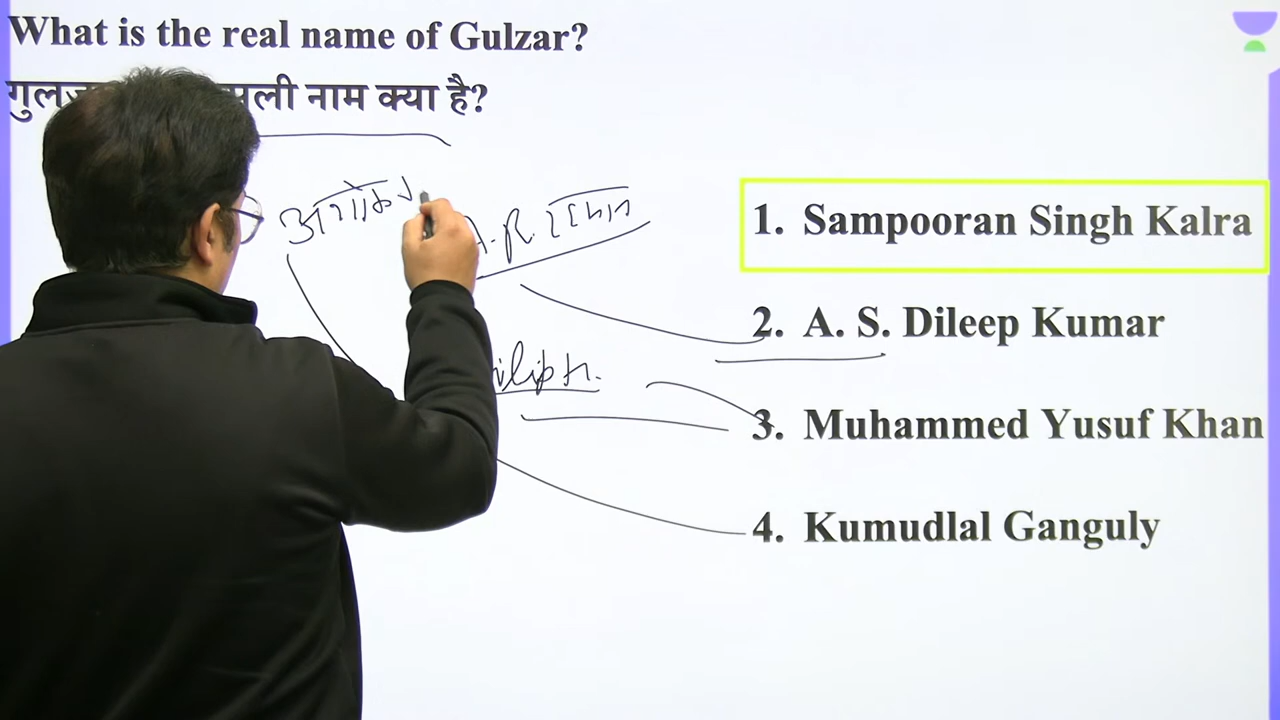 What is the real name of Gulzar?
नाम क्या है?
A.R.
1. Sampooran Singh Kalra
2. A. S. Dileep Kumar
3. Muhammed Yusuf Khan
4. Kumudlal Ganguly